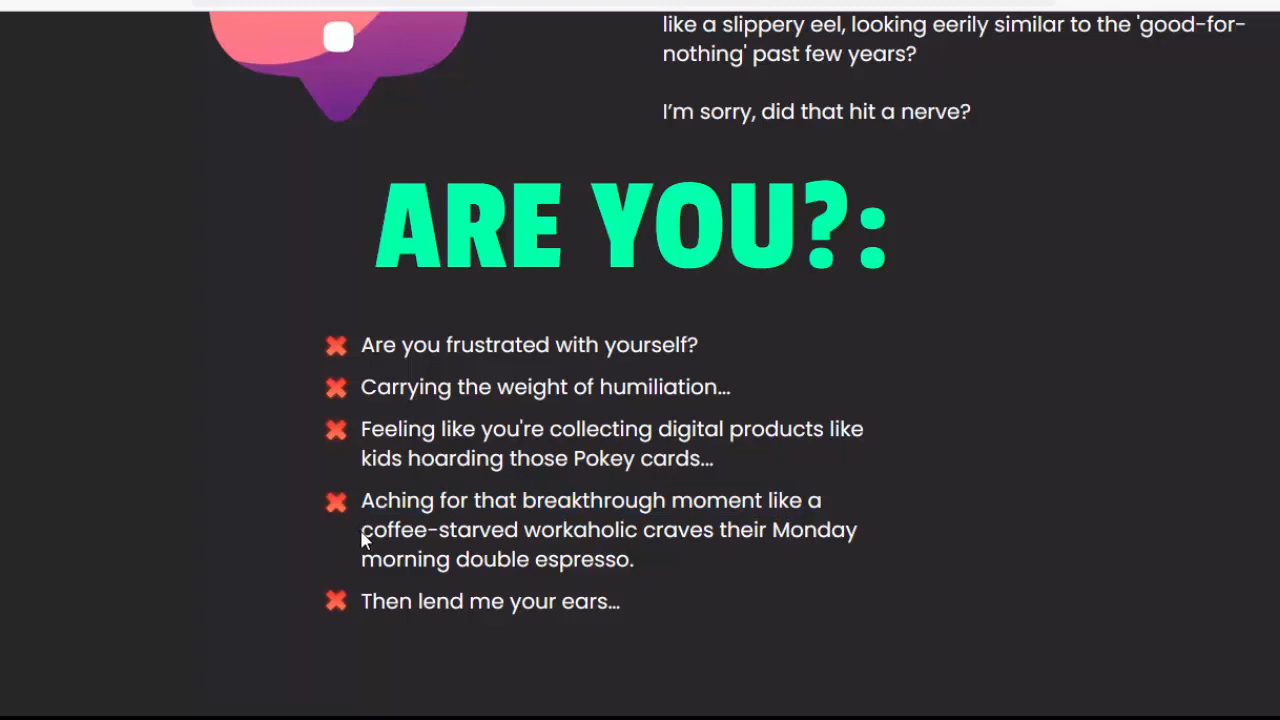 like a slippery eel, looking eerily similar to the 'good-for-
nothing' past few years?
I'm sorry, did that hit a nerve?
ARE YOU?:
Are you frustrated with yourself?
Carrying the weight of humiliation...
Feeling like you're collecting digital products like
kids hoarding those Pokey cards...
Aching for that breakthrough moment like a
coffee-starved workaholic craves their Monday
morning double espresso.
Then lend me your ears...